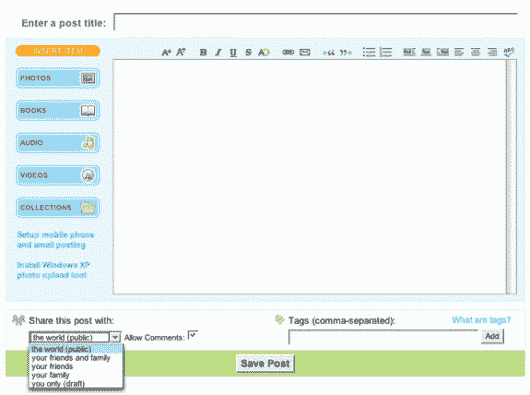 Enter a post title:
INSERT ITEM
A A B I U S A
PHOTOS
BOOKS
AUDIO
VIDEOS
COLLECTIONS
Setup mobile phone
and email posting
Install Windows XP
photo upload tool
Share this post with:
Tags (comma-separated):
What are tags?
the world (public)
Allow Comments:
Add
the world (public)
your friends and family
your friends
your family
you only (draft)
Save Post